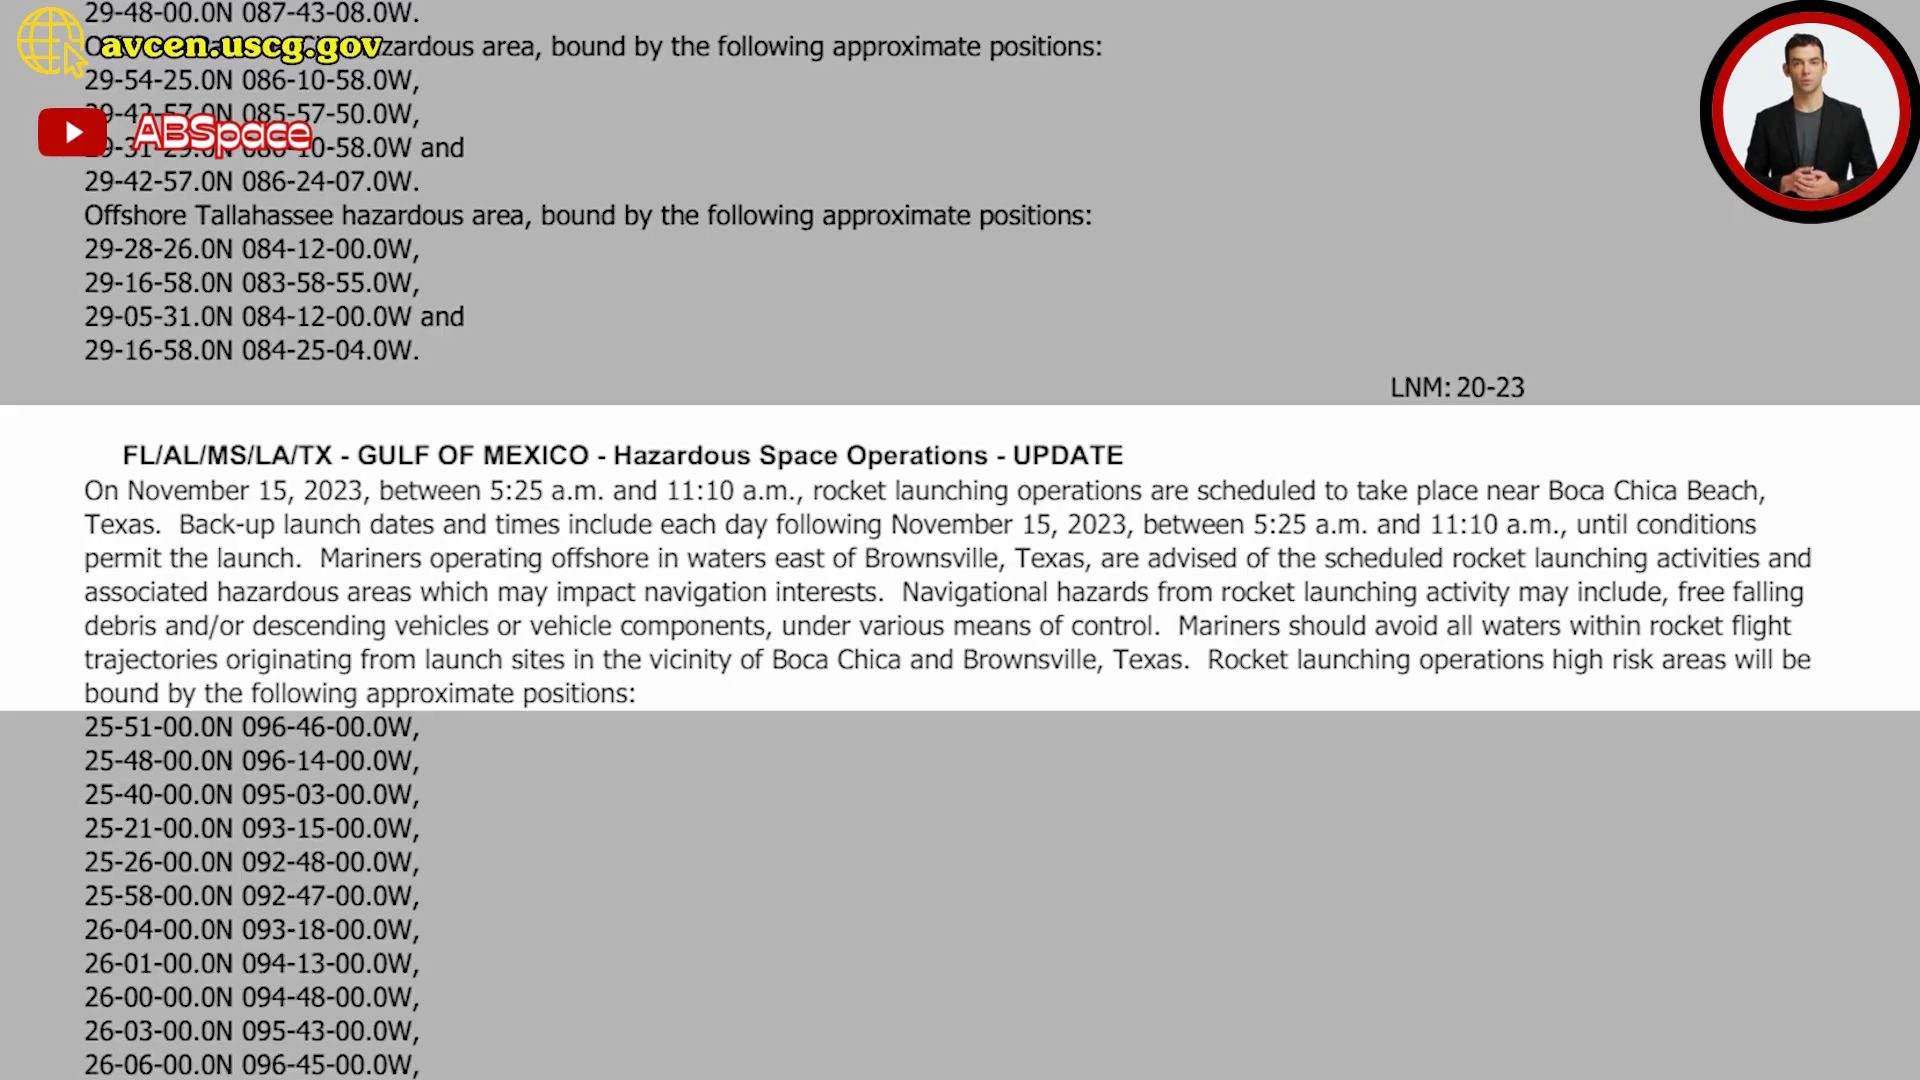 29-48-00.0N 087-43-08.0W.
avcen.uscg.gov
zardous area, bound by the following approximate positions:
29-54-25.0N 086-10-58.0W,
29-42-57.0N 085-57-50.0W,
ABSpace
29-31-29.0N 086-10-58.0W and
29-42-57.0N 086-24-07.0W.
Offshore Tallahassee hazardous area, bound by the following approximate positions:
29-28-26.0N 084-12-00.0W,
29-16-58.0N 083-58-55.0W,
29-05-31.0N 084-12-00.0W and
29-16-58.0N 084-25-04.0W.
LNM: 20-23
FL/AL/MS/LA/TX - GULF OF MEXICO - Hazardous Space Operations - UPDATE
On November 15, 2023, between 5:25 a.m. and 11:10 a.m., rocket launching operations are scheduled to take place near Boca Chica Beach,
Texas. Back-up launch dates and times include each day following November 15, 2023, between 5:25 a.m. and 11:10 a.m., until conditions
permit the launch. Mariners operating offshore in waters east of Brownsville, Texas, are advised of the scheduled rocket launching activities and
associated hazardous areas which may impact navigation interests. Navigational hazards from rocket launching activity may include, free falling
debris and/or descending vehicles or vehicle components, under various means of control. Mariners should avoid all waters within rocket flight
trajectories originating from launch sites in the vicinity of Boca Chica and Brownsville, Texas. Rocket launching operations high risk areas will be
bound by the following approximate positions:
25-51-00.0N 096-46-00.0W,
25-48-00.0N 096-14-00.0W,
25-40-00.0N 095-03-00.0W,
25-21-00.0N 093-15-00.0W,
25-26-00.0N 092-48-00.0W,
25-58-00.0N 092-47-00.0W,
26-04-00.0N 093-18-00.0W,
26-01-00.0N 094-13-00.0W,
26-00-00.0N 094-48-00.0W,
26-03-00.0N 095-43-00.0W,
26-06-00.0N 096-45-00.0W,